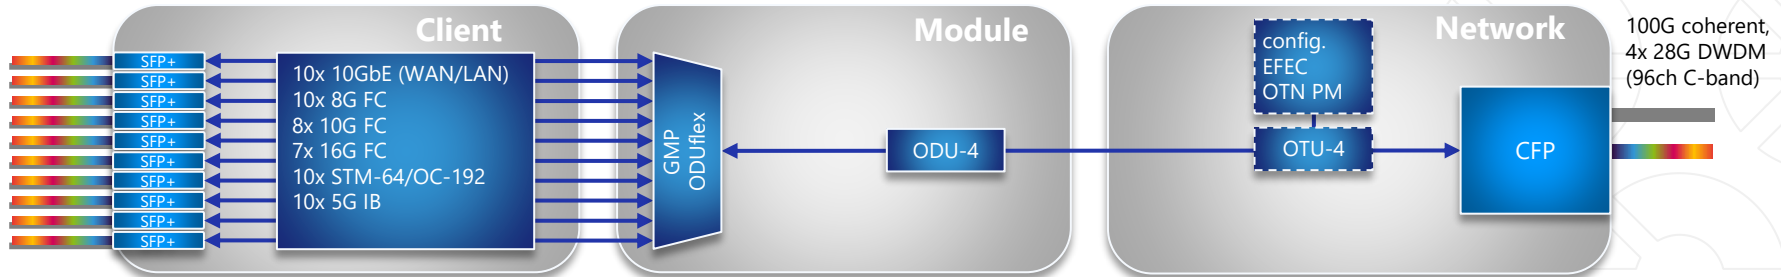 Client
SFP+
SFP+
SFP+
SFP+
SFP+
SFP+
SFP+
SFP+
SFP+
SFP+
10x 10GbE (WAN/LAN)
10x 8G FC
8x 10G FC
7x 16G FC
10x STM-64/OC-192
10x 5G IB
Module
GMP
ODUflex
ODU-4
Network
config.
EFEC
OTN PM
OTU-4
CFP
100G coherent,
4x 28G DWDM
(96ch C-band)